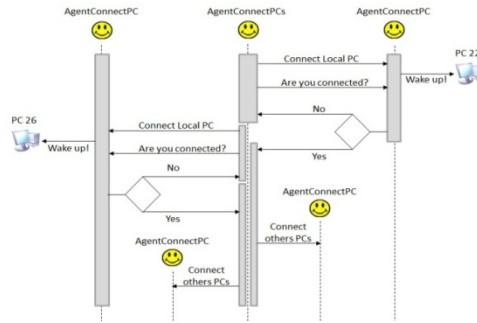 AgentConnectPC
AgentConnectPCs
AgentConnectPC
Connect Local PC
Are you connected?
Wake up!
PC 22
No
Yes
PC 26
Wake up!
Connect Local PC
Are you connected?
No
Yes
AgentConnectPC
Connect
others PCs
AgentConnectPC
Connect
others PCs